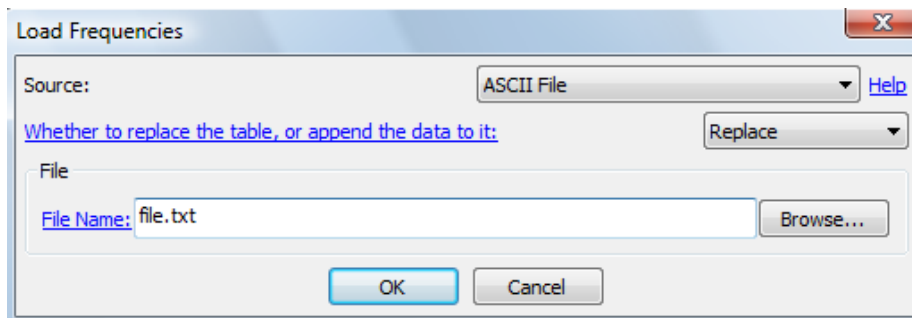 Load Frequencies
Source: ASCII File Help
Whether to replace the table, or append the data to it: Replace
File
File Name: file.txt Browse...
OK Cancel